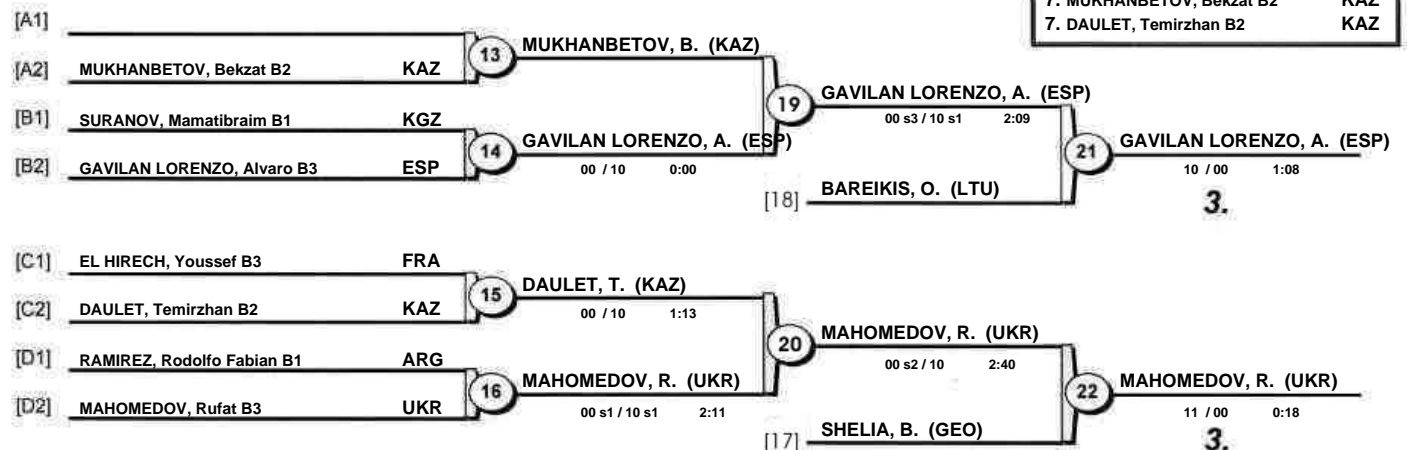 7. MUKHANBETOV, Bekzat B2 KAZ
7. DAULET, Temirzhan B2 KAZ
[A1]
13 MUKHANBETOV, B. (KAZ)
[A2] MUKHANBETOV, Bekzat B2 KAZ
19 GAVILAN LORENZO, A. (ESP)
00 s3 / 10 s1 2:09
[B1] SURANOV, Mamatibraim B1 KGZ
14 GAVILAN LORENZO, A. (ESP)
00 / 10 0:00
21 GAVILAN LORENZO, A. (ESP)
10 / 00 1:08
[B2] GAVILAN LORENZO, Alvaro B3 ESP
[18] BAREIKIS, O. (LTU)
3.
[C1] EL HIRECH, Youssef B3 FRA
15 DAULET, T. (KAZ)
00 / 10 1:13
[C2] DAULET, Temirzhan B2 KAZ
20 MAHOMEDOV, R. (UKR)
00 s2 / 10 2:40
[D1] RAMIREZ, Rodolfo Fabian B1 ARG
16 MAHOMEDOV, R. (UKR)
00 s1 / 10 s1 2:11
22 MAHOMEDOV, R. (UKR)
11 / 00 0:18
[D2] MAHOMEDOV, Rufat B3 UKR
[17] SHELIA, B. (GEO)
3.